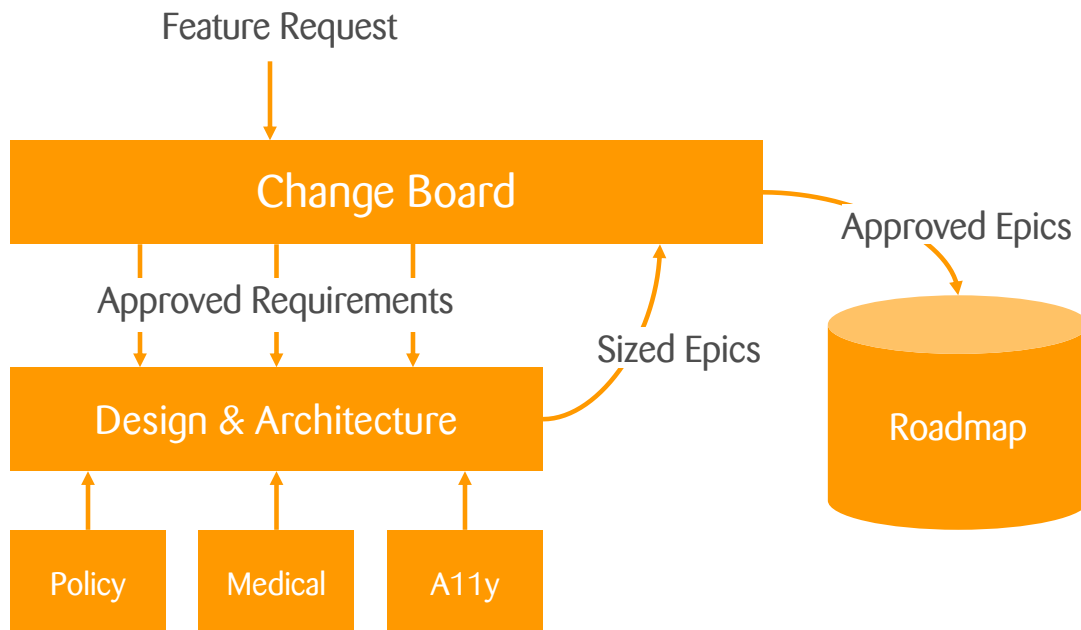 Feature Request
Change Board
Approved Epics
Approved Requirements
Sized Epics
Design & Architecture
Roadmap
Policy
Medical
A11y